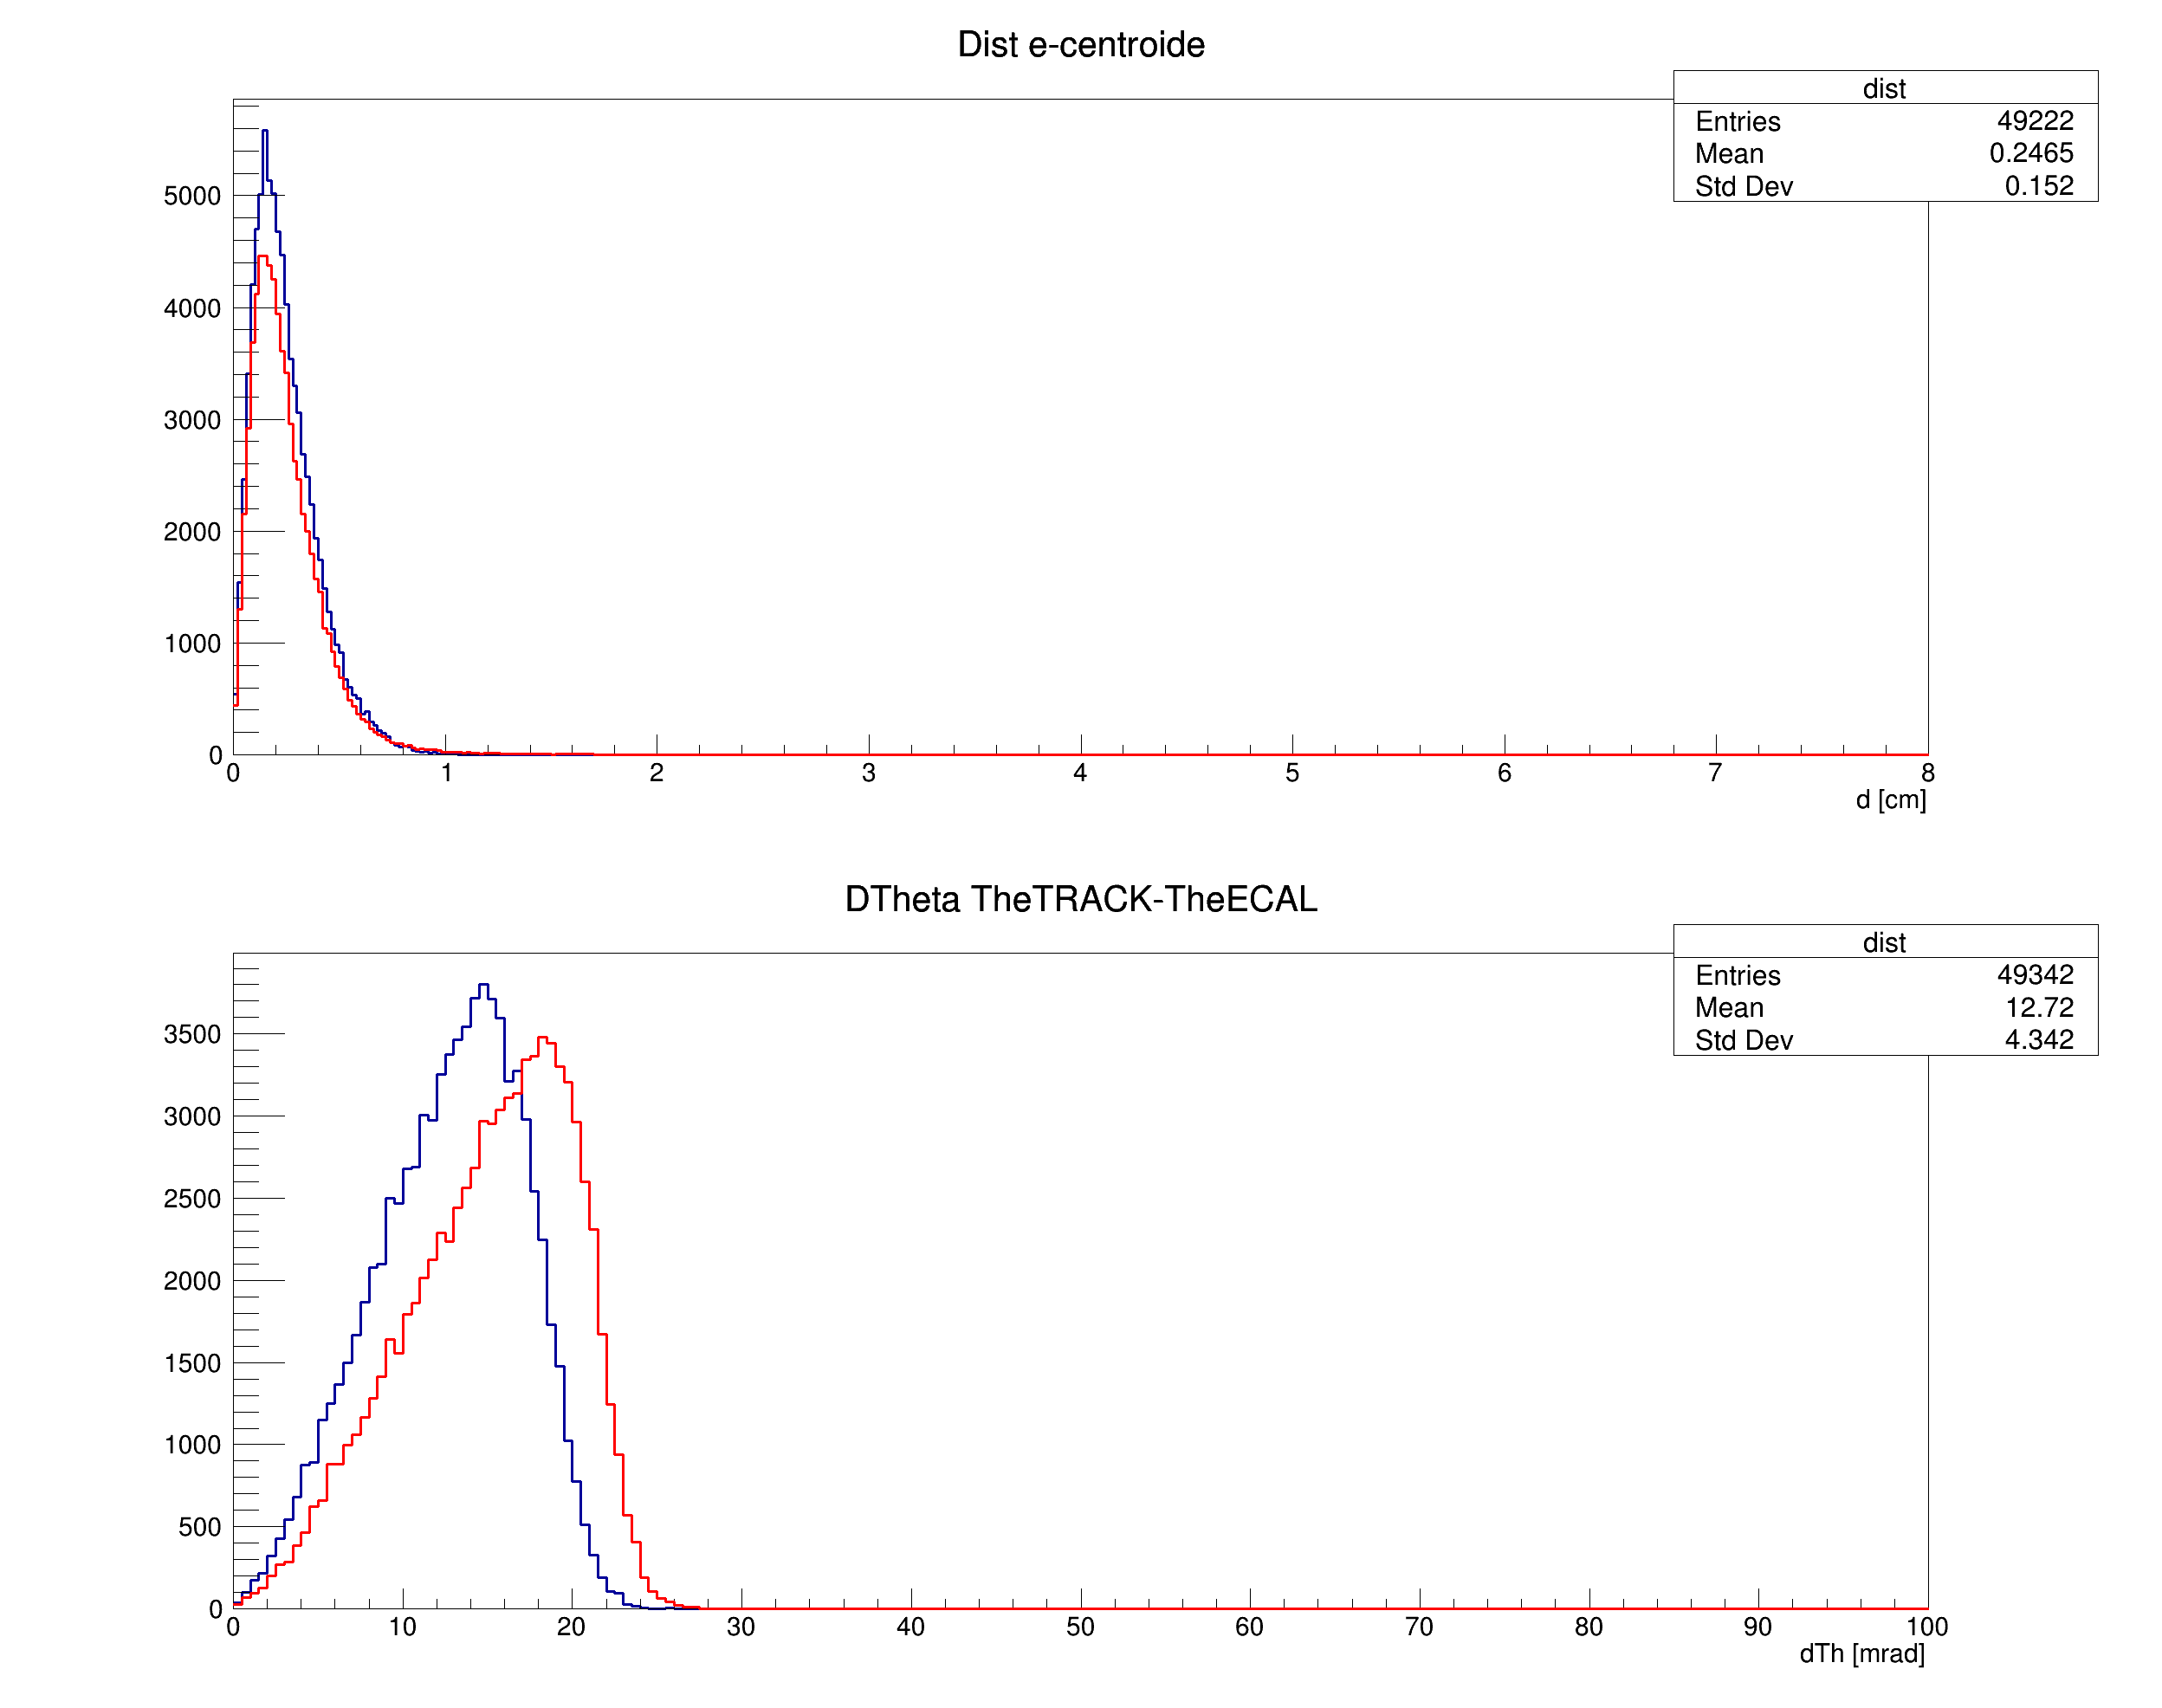 Dist e-centroide
dist
Entries 49222
Mean 0.2465
Std Dev 0.152
5000
4000
3000
2000
1000
0
0 1 2 3 4 5 6 7 8
d [cm]
DTheta TheTRACK-TheECAL
dist
Entries 49342
Mean 12.72
Std Dev 4.342
3500
3000
2500
2000
1500
1000
500
0
0 10 20 30 40 50 60 70 80 90 100
dTh [mrad]